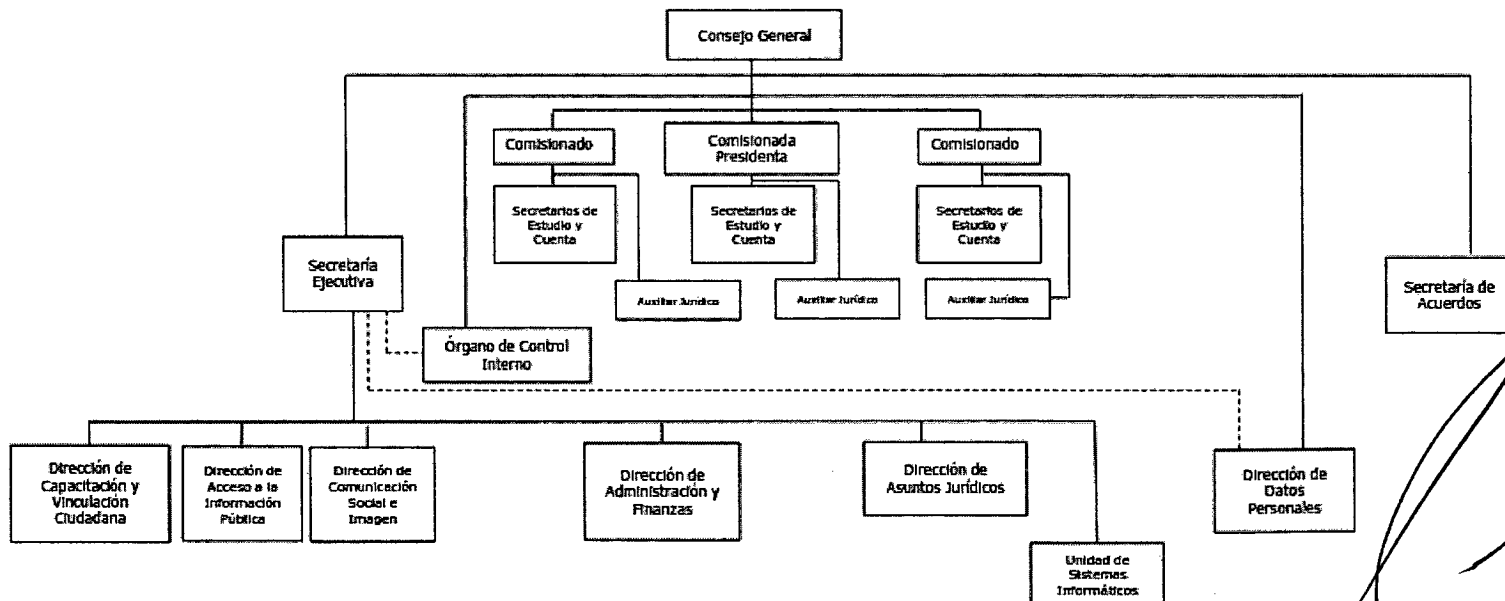 Consejo General
Comisionado
Comisionada
Presidenta
Comisionado
Secretarios de
Estudio y
Cuenta
Secretarios de
Estudio y
Cuenta
Secretarios de
Estudio y
Cuenta
Secretaría
Ejecutiva
Auxiliar Jurídico
Auxiliar Jurídico
Auxiliar Jurídico
Secretaría de
Acuerdos
Órgano de Control
Interno
Dirección de
Capacitación y
Vinculación
Ciudadana
Dirección de
Acceso a la
Información
Pública
Dirección de
Comunicación
Social e
Imagen
Dirección de
Administración y
Finanzas
Dirección de
Asuntos Jurídicos
Dirección de
Datos
Personales
Unidad de
Sistemas
Informáticos